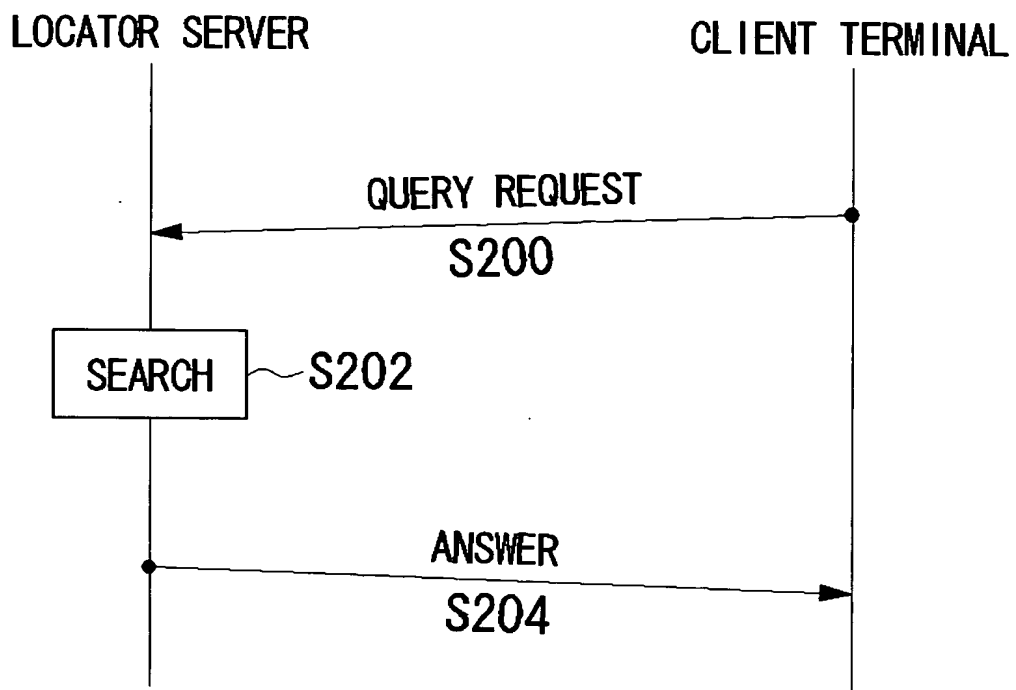 LOCATOR SERVER
CLIENT TERMINAL
QUERY REQUEST
S200
SEARCH
S202
ANSWER
S204